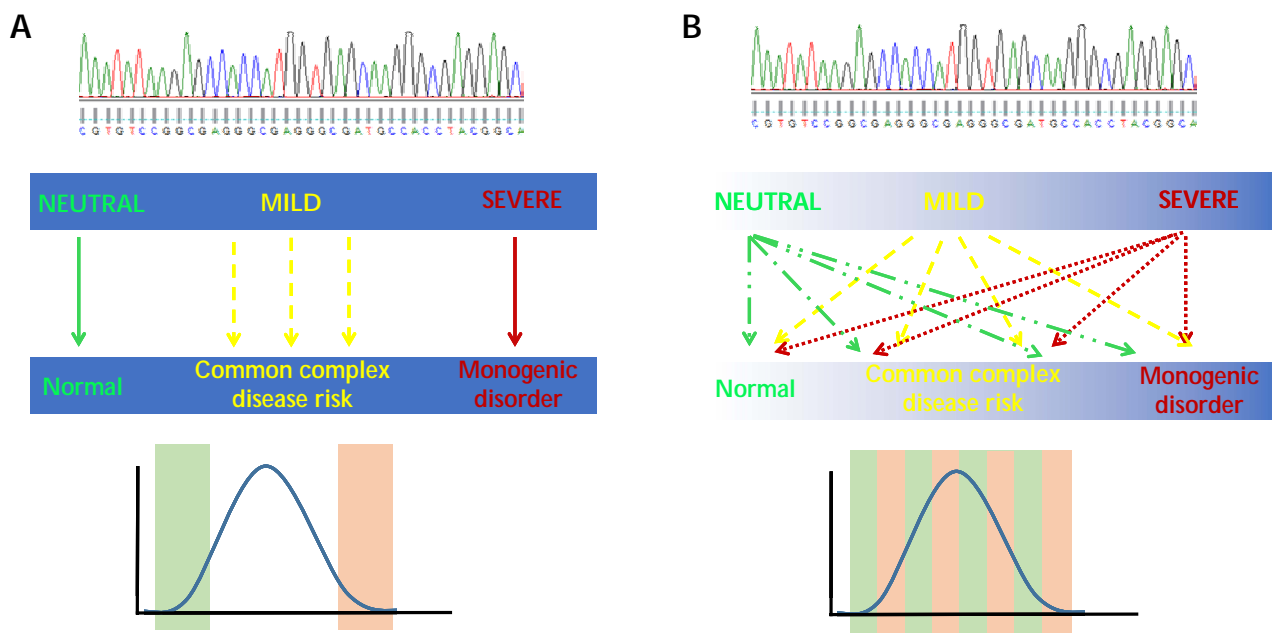 A
CGTGTCCGGCGAGGGCGAGGGCGATGCCACCTACGGCA
NEUTRAL
MILD
SEVERE
Normal
Common complex
disease risk
Monogenic
disorder
B
CGTGTCCGGCGAGGGCGAGGGCGATGCCACCTACGGCA
NEUTRAL
MILD
SEVERE
Normal
Common complex
disease risk
Monogenic
disorder